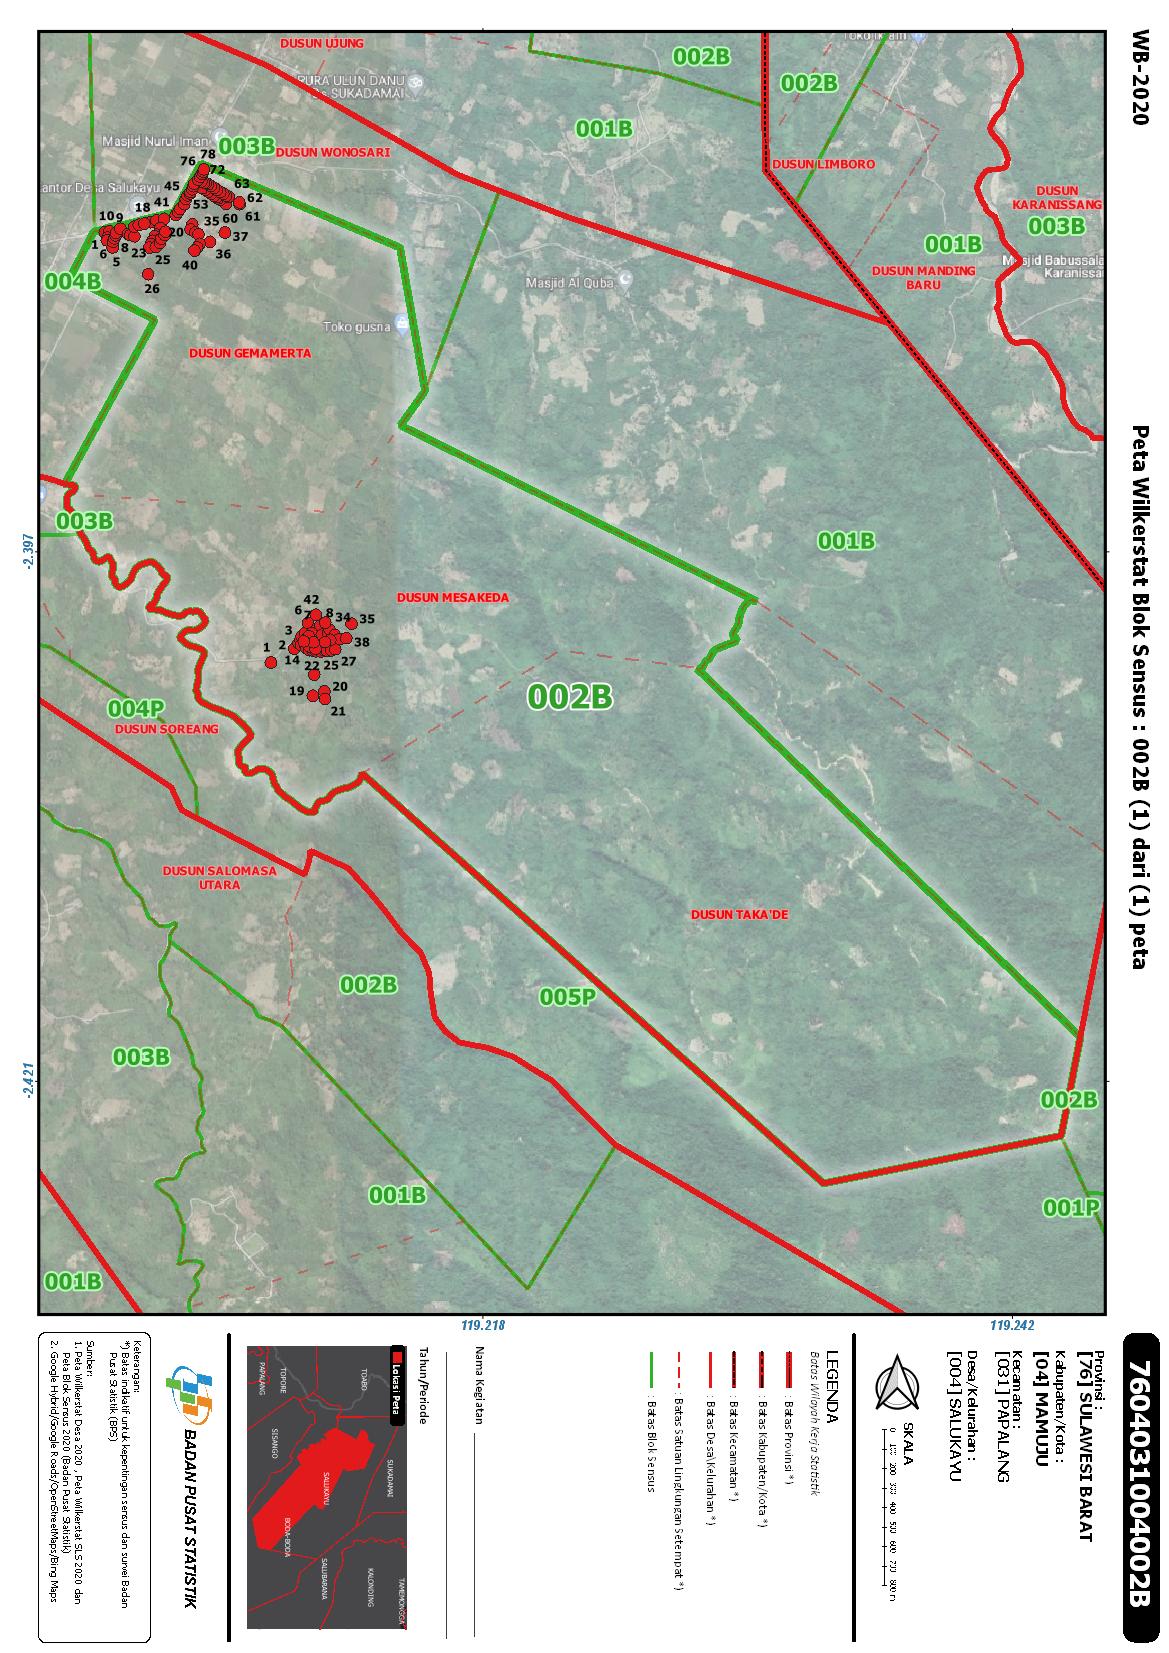 WB-2020
Peta Wilkerstat Blok Sensus : 002B (1) dari (1) peta
DUSUN UJUNG
002B
Toko
002B
PURA ULUN DANU
SUKADAMAI
001B
Masjid Nurul Iman
003B
DUSUN WONOSARI
78
76
72
DUSUN LIMBORO
antor Desa Salukayu
45
63
62
DUSUN
KARANISSANG
003B
53
41
18
10
9
60
61
20
35
37
1
8
6
5
23
25
36
40
26
001B
Masjid Babussala
Karanissa
DUSUN MANDING
BARU
004B
Masjid Al Quba
Toko gusna
DUSUN GEMAMERTA
003B
001B
-2.397
DUSUN MESAKEDA
42
6
7
8
34
35
3
38
1
2
14
22
25
27
19
20
21
002B
004P
DUSUN SOREANG
DUSUN SALOMASA
UTARA
DUSUN TAKA'DE
002B
005P
003B
-2.421
002B
001B
001P
001B
119.218
119.242
7604031004002B
Provinsi :
[76] SULAWESI BARAT
Kabupaten/Kota :
[04] MAMUJU
Kecamatan :
[031] PAPALANG
Desa/Kelurahan :
[004] SALUKAYU
SKALA
0 100 200 300 400 500 600 700 800 m
LEGENDA
Batas Wilayah Kerja Statistik
: Batas Provinsi *)
: Batas Kabupaten/Kota *)
: Batas Kecamatan *)
: Batas Desa\Kelurahan *)
: Batas Satuan Lingkungan Setempat *)
: Batas Blok Sensus
Nama Kegiatan
Tahun/Periode
Lokasi Peta
TOABO
TOPORE
PAPALANG
SISANGO
SUKADAMAI
SALUKAYU
BODA-BODA
SALUBARANA
KALONDING
TAMEMONGGA
BADAN PUSAT STATISTIK
Keterangan:
*) Batas indikatif untuk kepentingan sensus dan survei Badan
Pusat Statistik (BPS)
Sumber:
1. Peta Wilkerstat Desa 2020 , Peta Wilkerstat SLS 2020 dan
Peta Blok Sensus 2020 (Badan Pusat Statistik)
2. Google Hybrid/Google Roads/OpenStreetMaps/Bing Maps